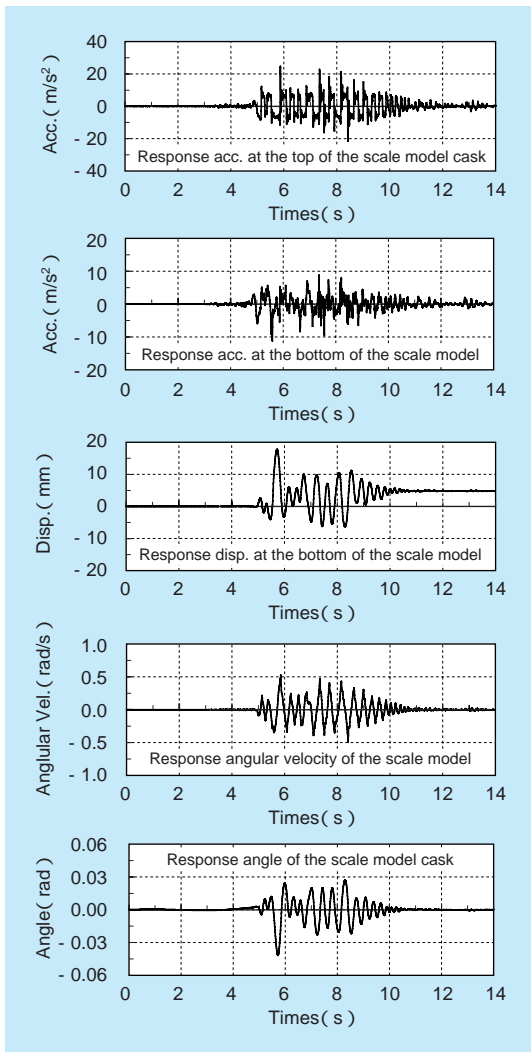 40
20
0
- 20
- 40
Acc.( m/s²)
Response acc. at the top of the scale model cask
0 2 4 6 8 10 12 14
Times( s )
20
10
0
- 10
- 20
Acc.( m/s²)
Response acc. at the bottom of the scale model
0 2 4 6 8 10 12 14
Times( s )
20
10
0
- 10
- 20
Disp.( mm)
Response disp. at the bottom of the scale model
0 2 4 6 8 10 12 14
Times( s )
1.0
0.5
0.0
- 0.5
- 1.0
Anglular Vel.( rad/s)
Response angular velocity of the scale model
0 2 4 6 8 10 12 14
Times( s )
0.06
0.03
0.00
- 0.03
- 0.06
Angle( rad)
Response angle of the scale model cask
0 2 4 6 8 10 12 14
Times( s )